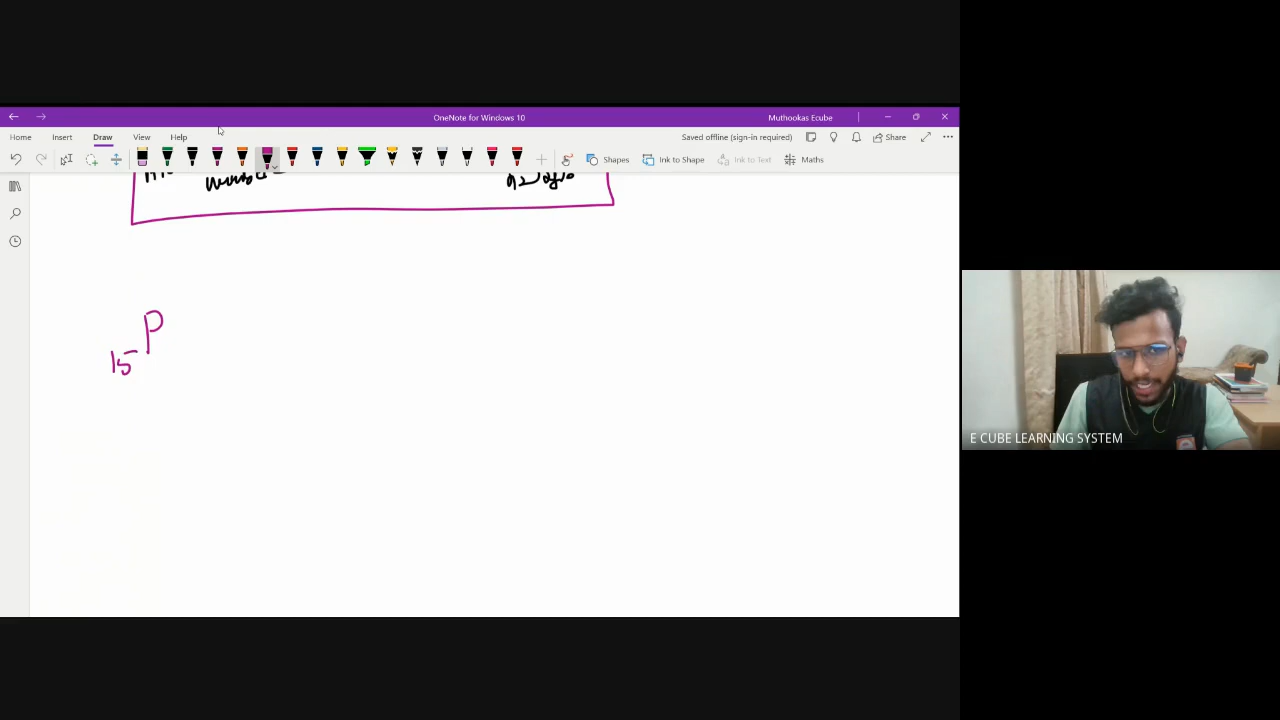 OneNote for Windows 10
Muthookas Ecube
Home Insert Draw View Help
Saved offline (sign-in required) Share
Shapes Ink to Shape Ink to Text Maths
15 P
E CUBE LEARNING SYSTEM